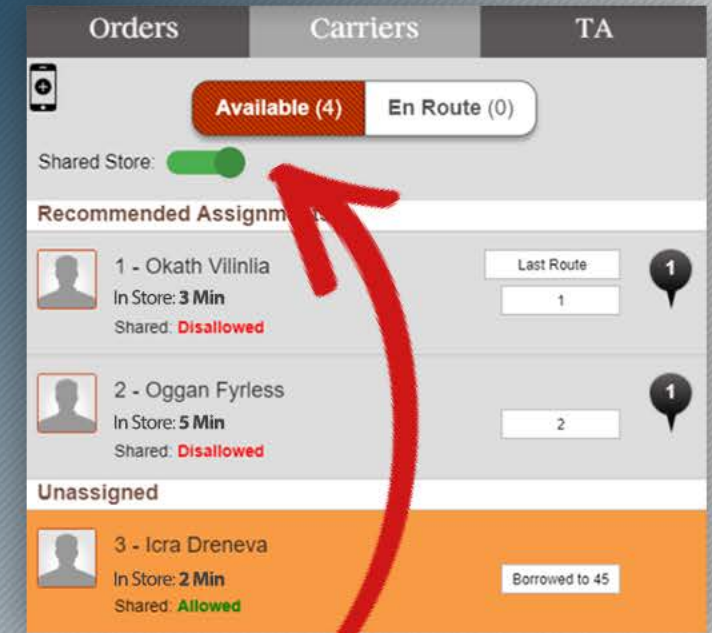 Orders Carriers TA
Available (4) En Route (0)
Shared Store:
Recommended
1 - Okath Vilinlia Last Route 1
In Store: 3 Min 1
Shared: Disallowed
2 - Oggan Fyrless 1
In Store: 5 Min 2
Shared: Disallowed
Unassigned
3 - Icra Dreneva
In Store: 2 Min Borrowed to 45
Shared: Allowed